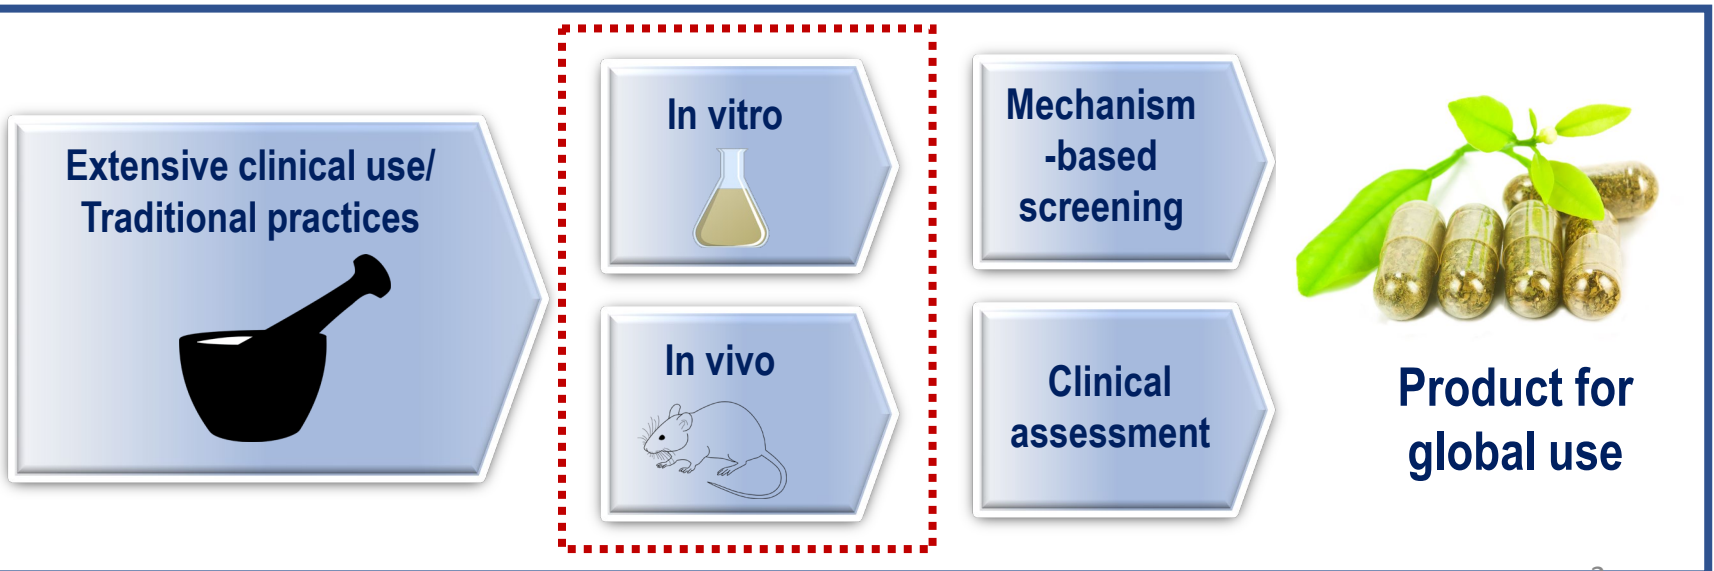 Extensive clinical use/
Traditional practices
In vitro
In vivo
Mechanism
-based
screening
Clinical
assessment
Product for
global use